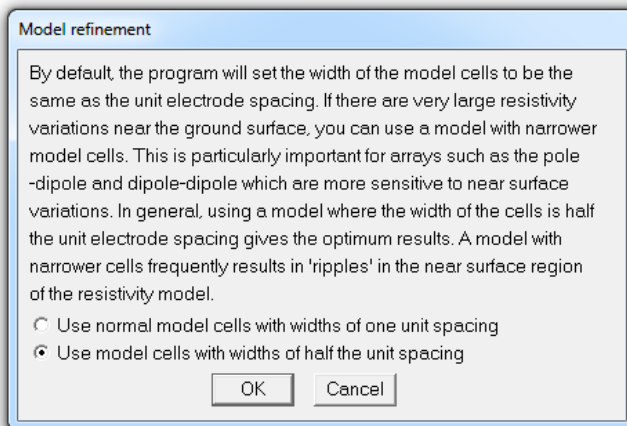 Model refinement
By default, the program will set the width of the model cells to be the
same as the unit electrode spacing. If there are very large resistivity
variations near the ground surface, you can use a model with narrower
model cells. This is particularly important for arrays such as the pole
-dipole and dipole-dipole which are more sensitive to near surface
variations. In general, using a model where the width of the cells is half
the unit electrode spacing gives the optimum results. A model with
narrower cells frequently results in 'ripples' in the near surface region
of the resistivity model.
Use normal model cells with widths of one unit spacing
Use model cells with widths of half the unit spacing
OK Cancel